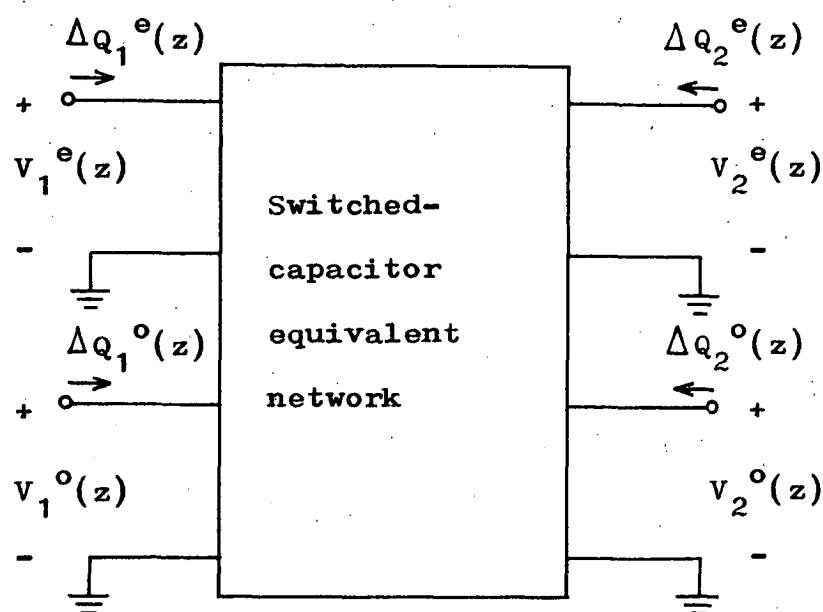 ΔQ₁ᵉ(z)
ΔQ₂ᵉ(z)
+
+
V₁ᵉ(z)
V₂ᵉ(z)
Switched-
capacitor
equivalent
network
-
-
ΔQ₁ᵒ(z)
ΔQ₂ᵒ(z)
+
+
V₁ᵒ(z)
V₂ᵒ(z)
-
-